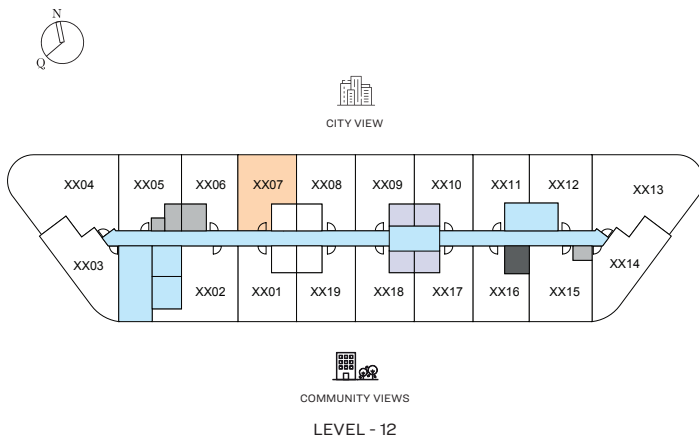 N
Q
CITY VIEW
XX04 XX05 XX06 XX07 XX08 XX09 XX10 XX11 XX12 XX13
XX03 XX14
XX02 XX01 XX19 XX18 XX17 XX16 XX15
COMMUNITY VIEWS
LEVEL - 12